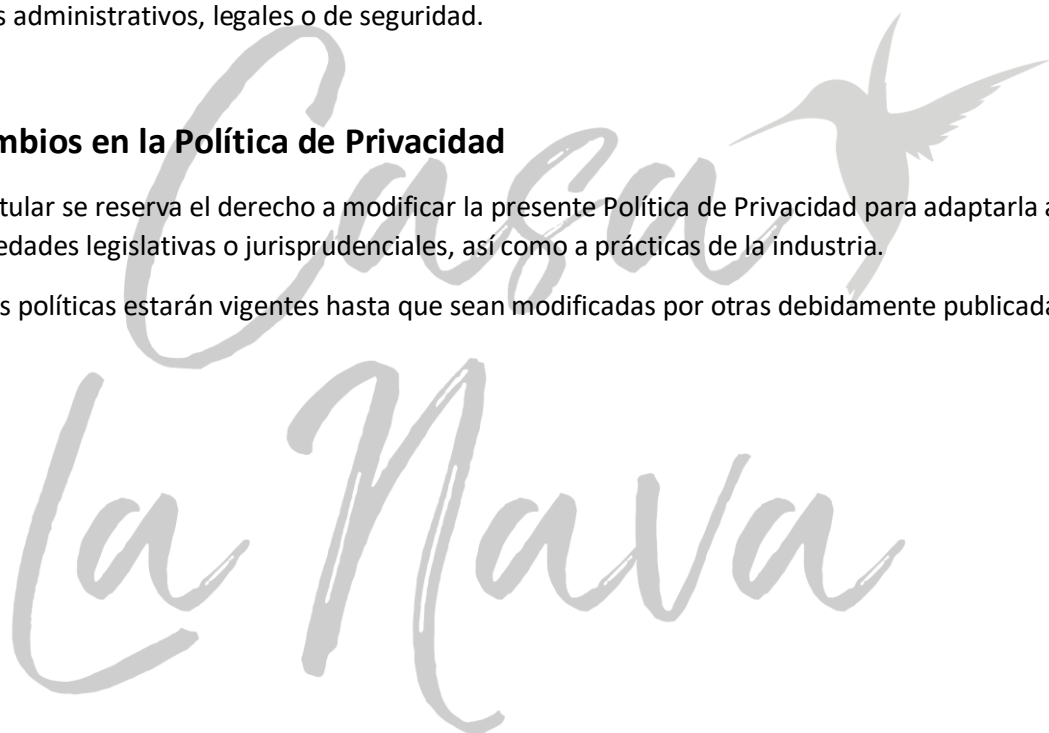 s administrativos, legales o de seguridad.
mbios en la Política de Privacidad
tular se reserva el derecho a modificar la presente Política de Privacidad para adaptarla a
edades legislativas o jurisprudenciales, así como a prácticas de la industria.
s políticas estarán vigentes hasta que sean modificadas por otras debidamente publicada
Casa
La Nava